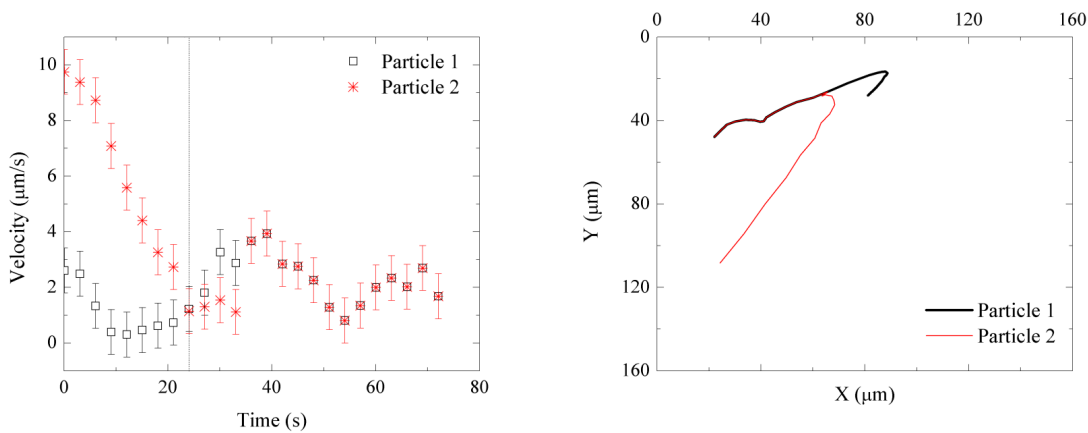 10
8
6
4
2
0
Velocity (μm/s)
0 20 40 60 80
Time (s)
Particle 1
Particle 2
0 40 80 120 160
0
40
80
120
160
Y (μm)
X (μm)
Particle 1
Particle 2